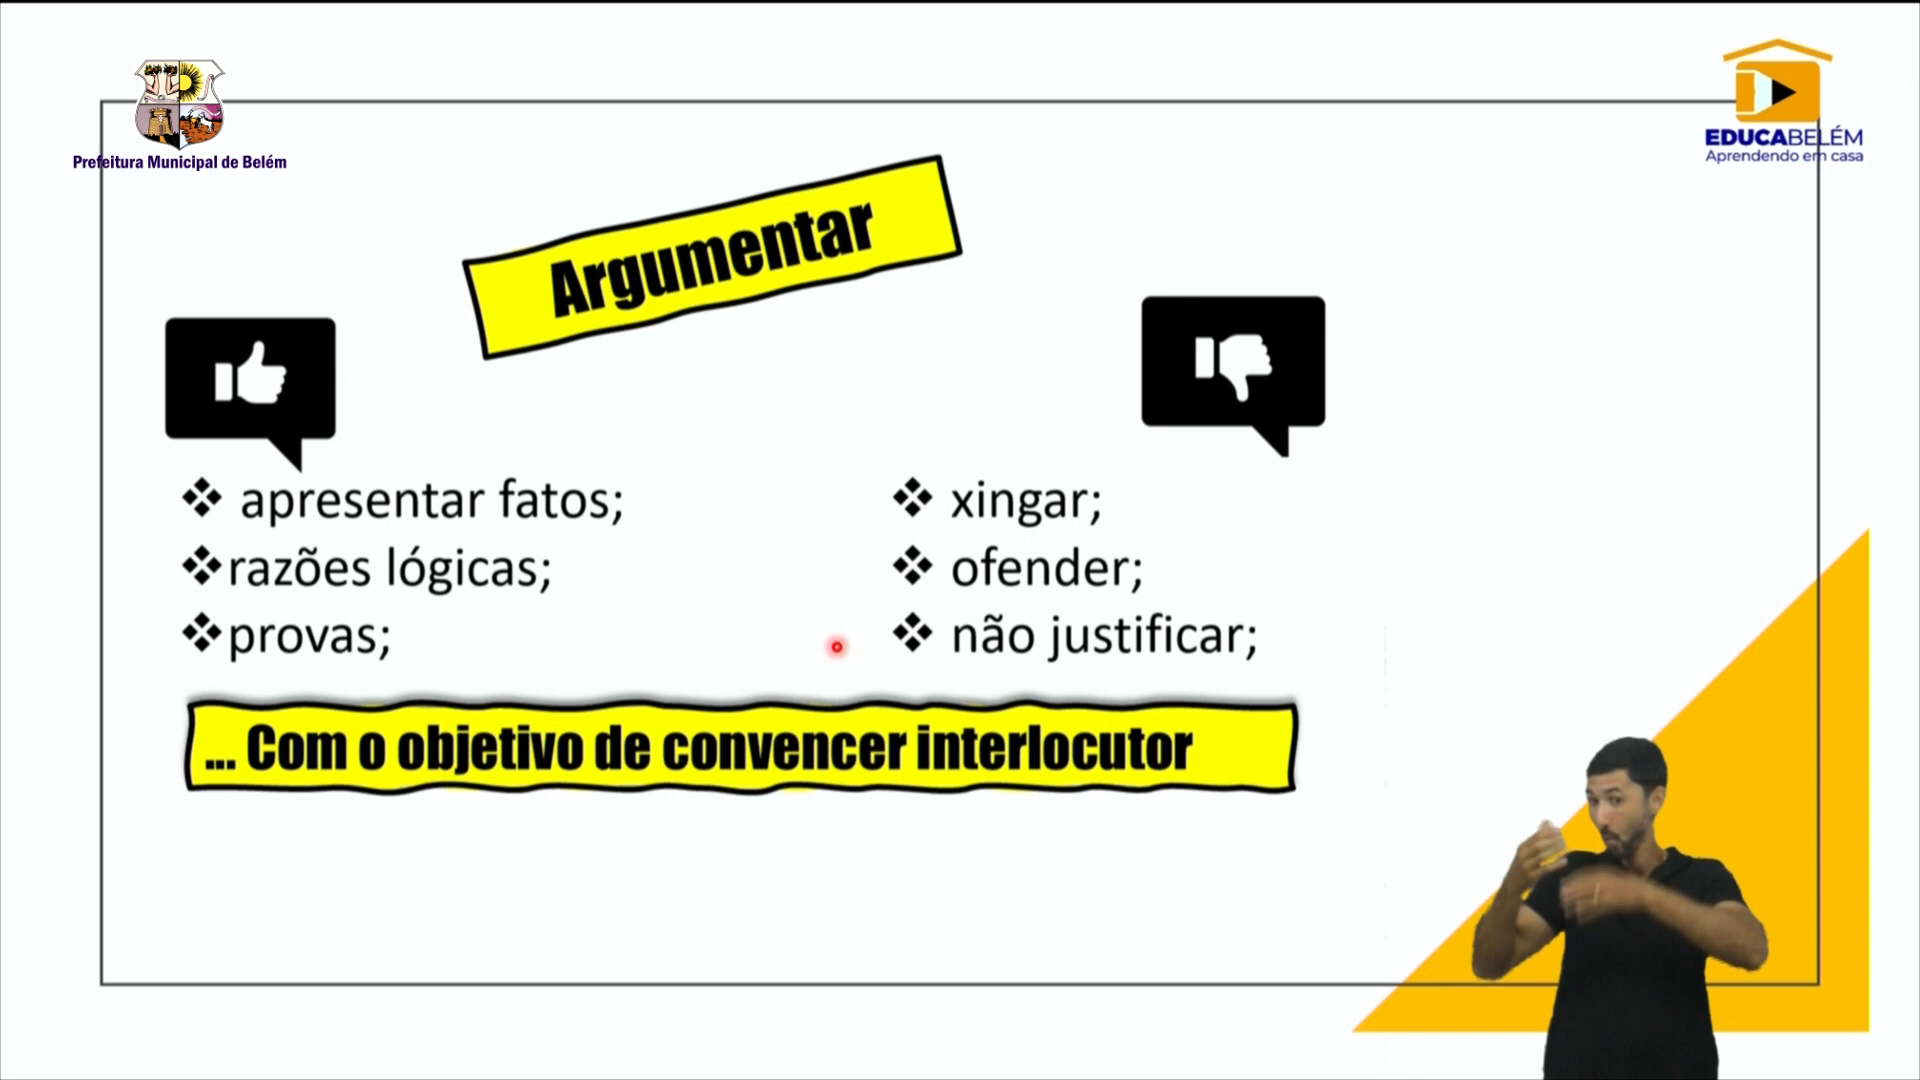 Prefeitura Municipal de Belém
EDUCABELÉM
Aprendendo em casa
Argumentar
❖ apresentar fatos;
❖razões lógicas;
❖provas;
❖ xingar;
❖ ofender;
❖ não justificar;
... Com o objetivo de convencer interlocutor